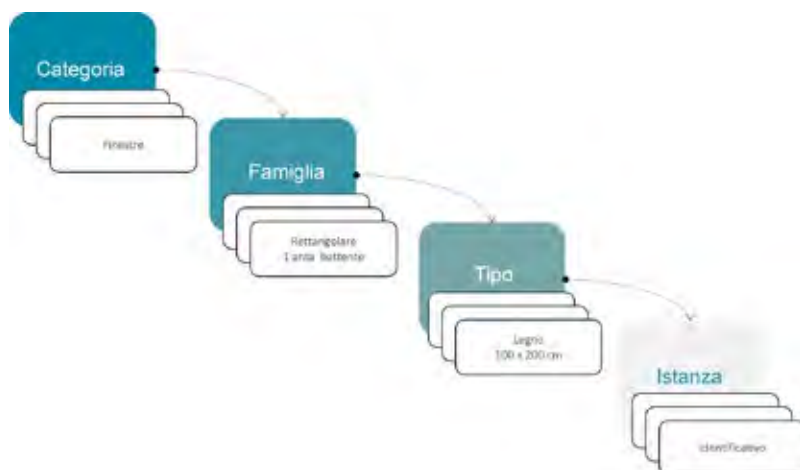 Categoria
Finestre
Famiglia
Rettangolare
1 anta battente
Tipo
Legno
100 x 200 cm
Istanza
Identificativo